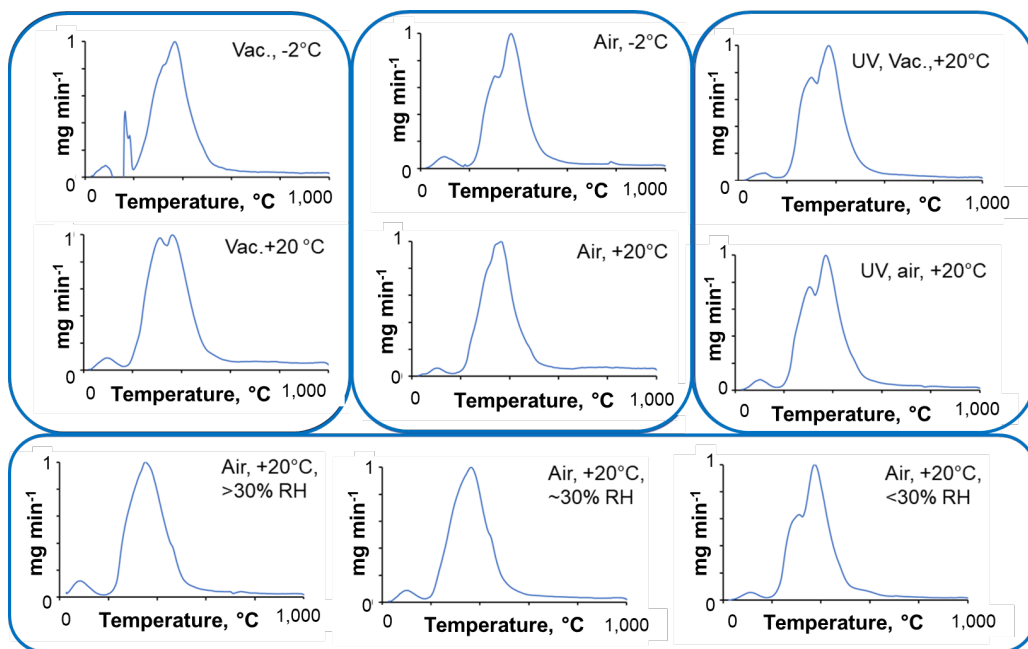 1
Vac., -2°C
mg min-1
0
0
1,000
Temperature, °C
1
Air, -2°C
mg min-1
0
0
1,000
Temperature, °C
1
UV, Vac.,+20°C
mg min-1
0
0
1,000
Temperature, °C
1
Vac.+20 °C
mg min-1
0
0
1,000
Temperature, °C
1
Air, +20°C
mg min-1
0
0
1,000
Temperature, °C
1
UV, air, +20°C
mg min-1
0
0
1,000
Temperature, °C
1
Air, +20°C,
>30% RH
mg min-1
0
0
1,000
Temperature, °C
1
Air, +20°C,
~30% RH
mg min-1
0
0
1,000
Temperature, °C
1
Air, +20°C,
<30% RH
mg min-1
0
0
1,000
Temperature, °C